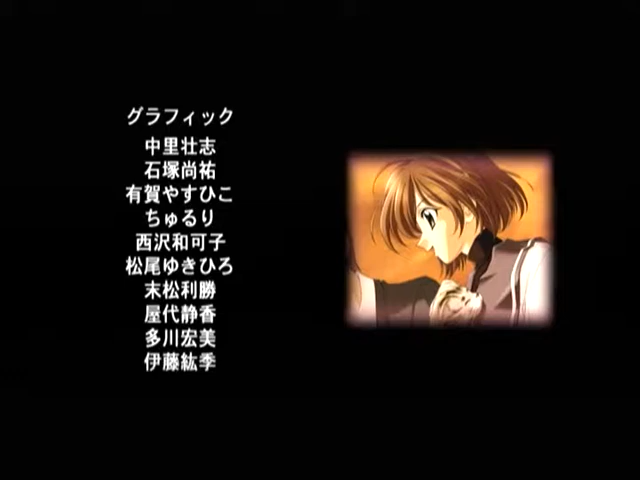 グラフィック
中里壮志
石塚尚祐
有賀やすひこ
ちゅるり
西沢和可子
松尾ゆきひろ
末松利勝
屋代静香
多川宏美
伊藤紘季